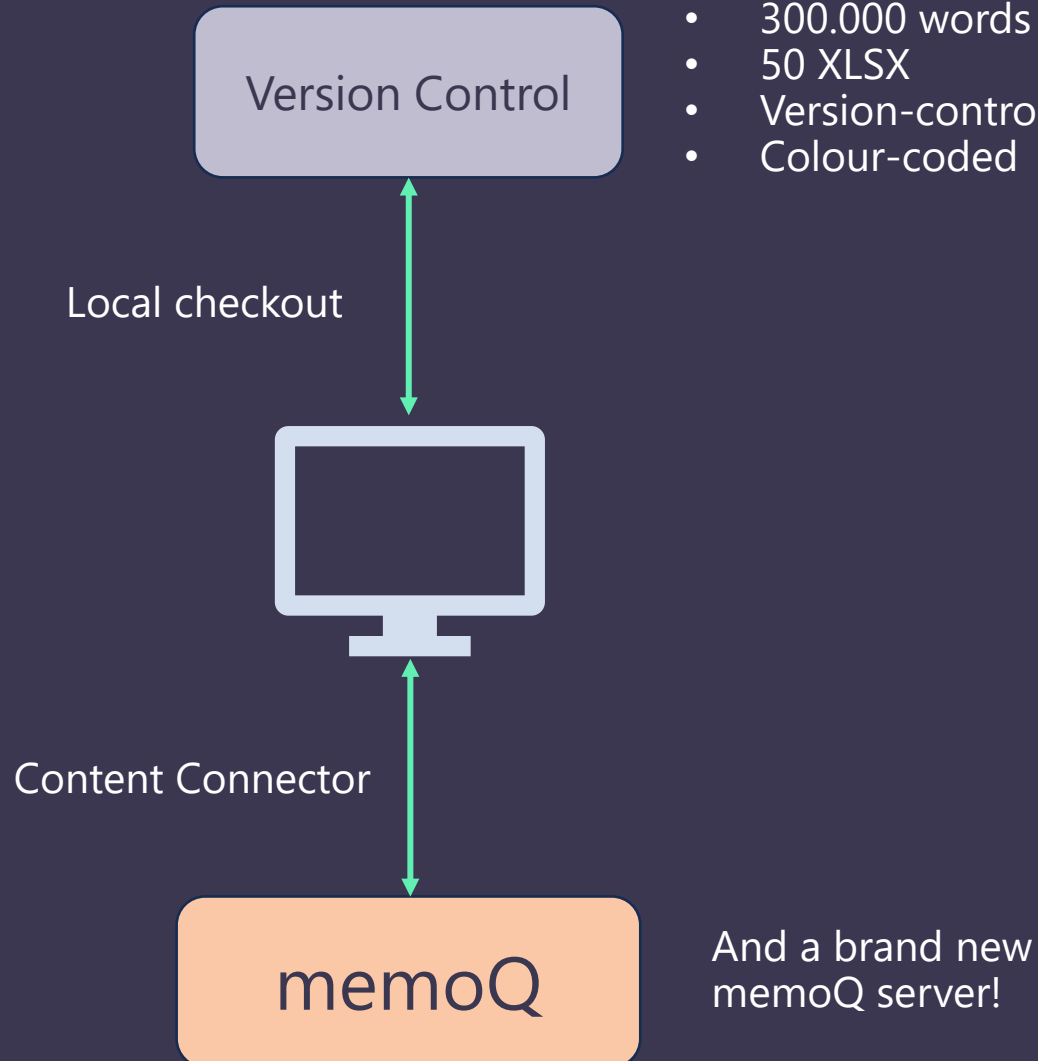 Version Control
• 300.000 words
• 50 XLSX
• Version-contro
• Colour-coded
Local checkout
Content Connector
memoQ
And a brand new
memoQ server!